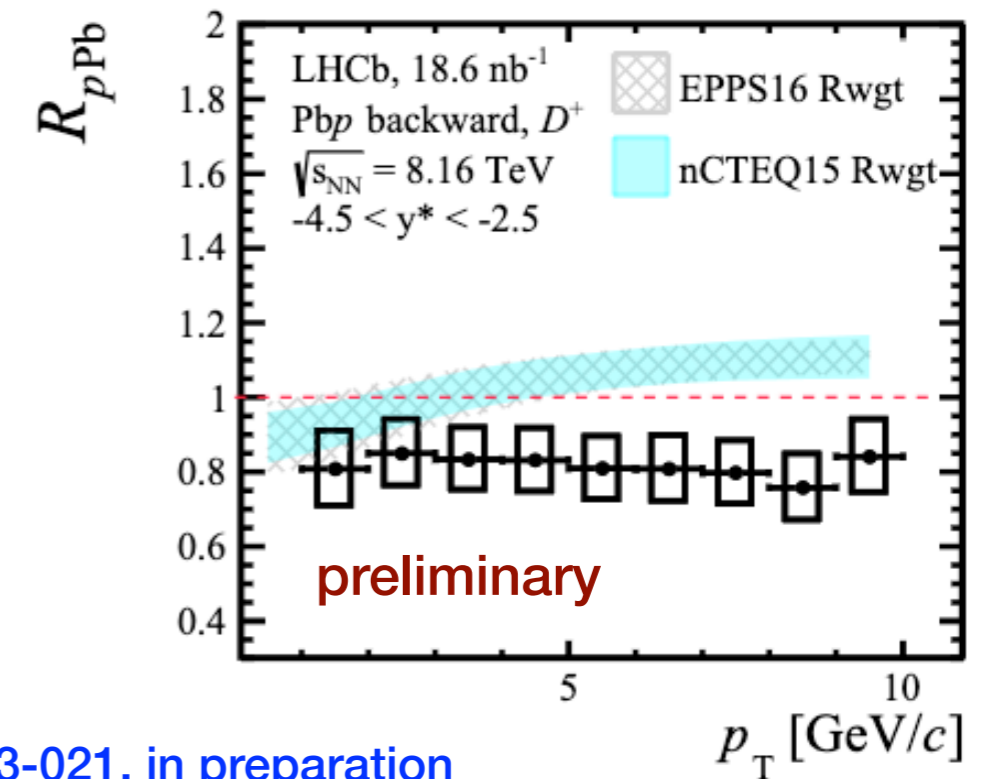 R_pPb
2
1.8
1.6
1.4
1.2
1
0.8
0.6
0.4
LHCb, 18.6 nb⁻¹
Pbp backward, D⁺
√s_NN = 8.16 TeV
-4.5 < y* < -2.5
EPPS16 Rwgt
nCTEQ15 Rwgt
preliminary
5 10
p_T [GeV/c]
3-021, in preparation